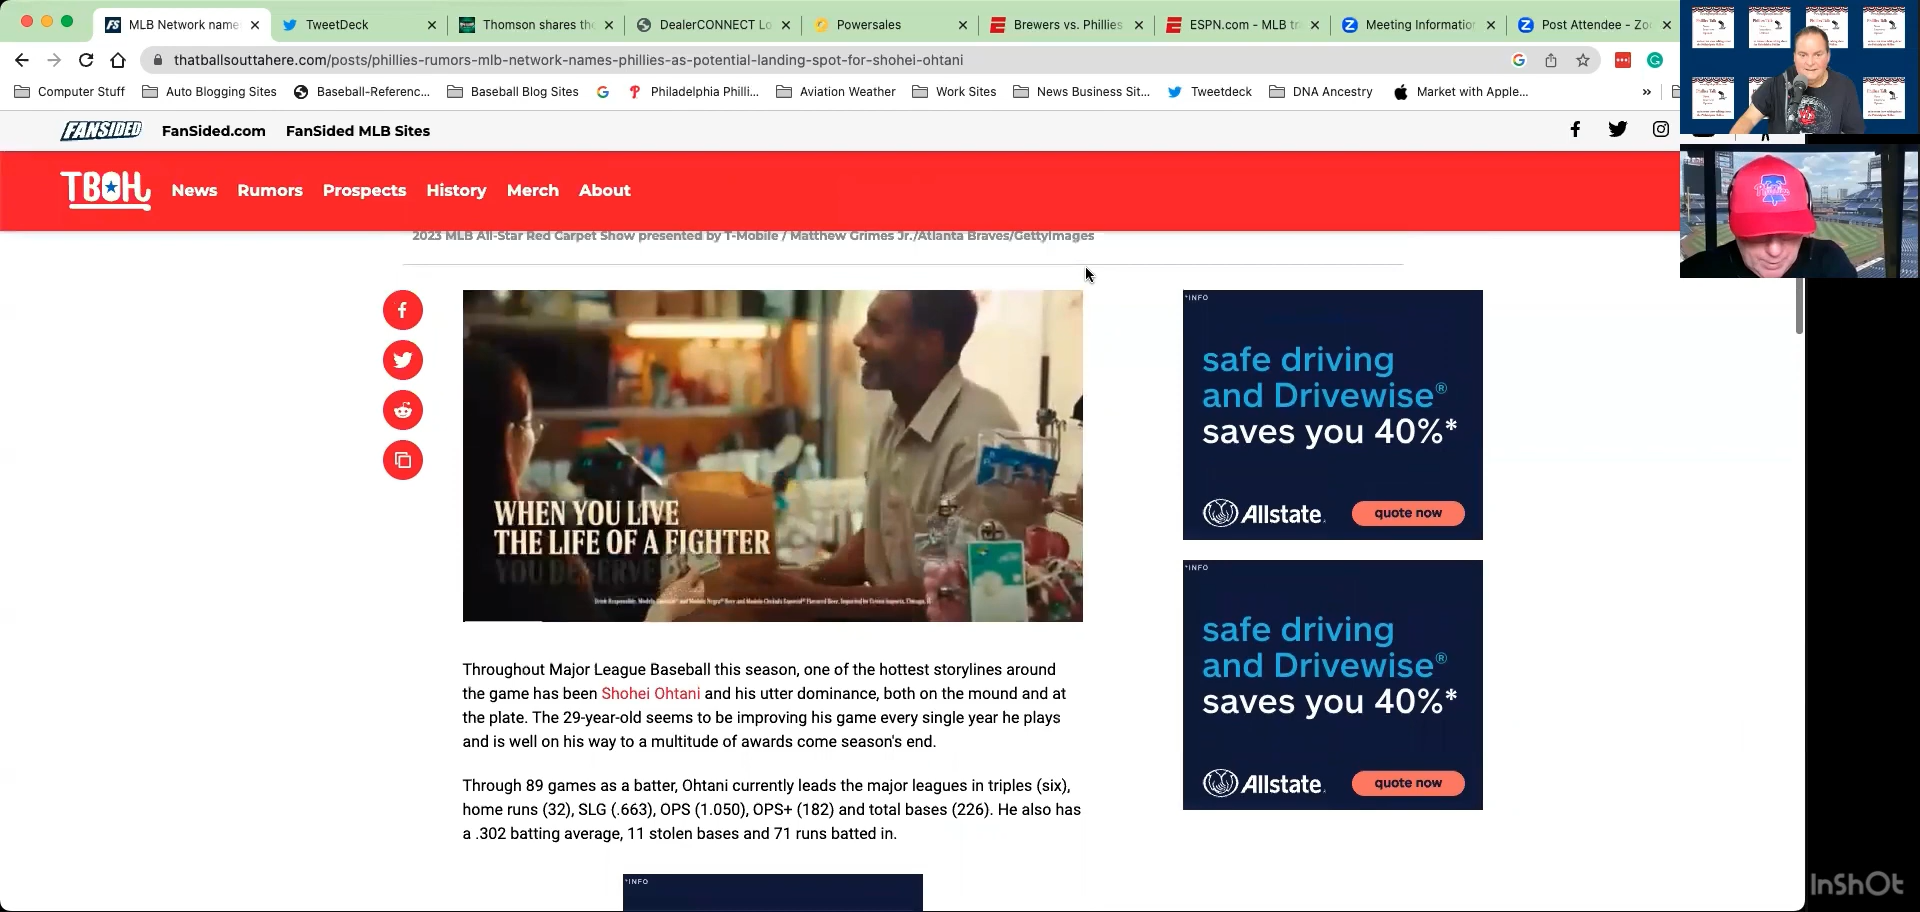 MLB Network name
TweetDeck
Thomson shares the
DealerCONNECT Lo
Powersales
Brewers vs. Phillies
ESPN.com - MLB tr
Meeting Informatio
Post Attendee - Zo
thatballsouttahere.com/posts/phillies-rumors-mlb-network-names-phillies-as-potential-landing-spot-for-shohei-ohtani
Computer Stuff
Auto Blogging Sites
Baseball-Referenc...
Baseball Blog Sites
Philadelphia Philli...
Aviation Weather
Work Sites
News Business Sit...
Tweetdeck
DNA Ancestry
Market with Apple...
»
FANSIDED
FanSided.com
FanSided MLB Sites
TBOH
News
Rumors
Prospects
History
Merch
About
2023 MLB All-Star Red Carpet Show presented by T-Mobile / Matthew Grimes Jr./Atlanta Braves/GettyImages
WHEN YOU LIVE
THE LIFE OF A FIGHTER
YOU DESERVE
*INFO
safe driving
and Drivewise®
saves you 40%*
Allstate.
quote now
*INFO
safe driving
and Drivewise®
saves you 40%*
Allstate.
quote now
Throughout Major League Baseball this season, one of the hottest storylines around
the game has been Shohei Ohtani and his utter dominance, both on the mound and at
the plate. The 29-year-old seems to be improving his game every single year he plays
and is well on his way to a multitude of awards come season's end.
Through 89 games as a batter, Ohtani currently leads the major leagues in triples (six),
home runs (32), SLG (.663), OPS (1.050), OPS+ (182) and total bases (226). He also has
a .302 batting average, 11 stolen bases and 71 runs batted in.
*INFO
InShOt